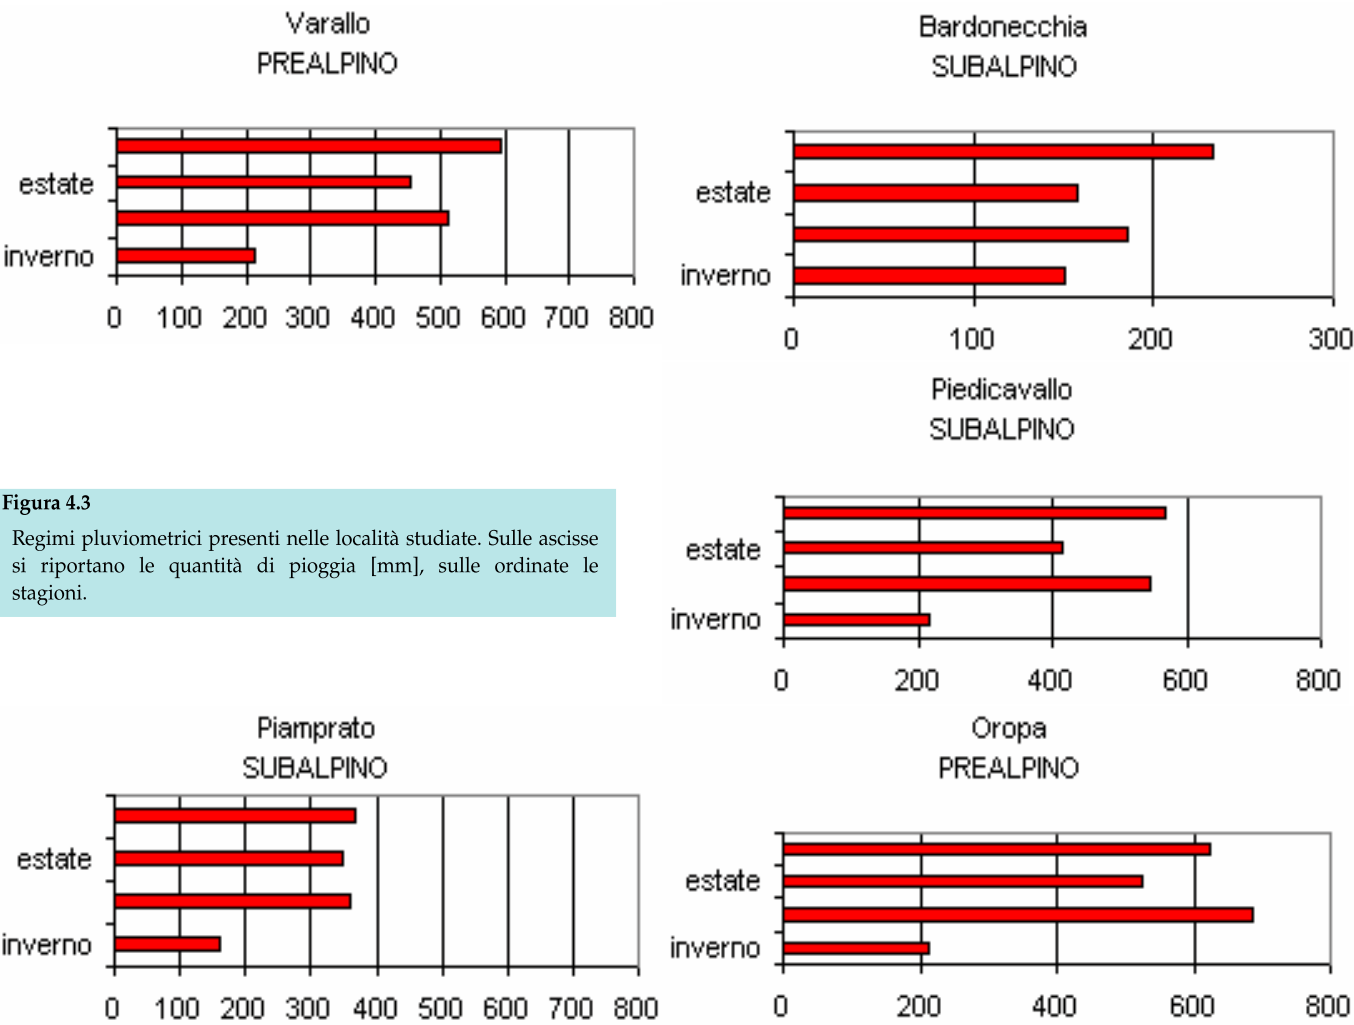 Varallo
PREALPINO
estate
inverno
0 100 200 300 400 500 600 700 800
Bardonecchia
SUBALPINO
estate
inverno
0 100 200 300
Piedicavallo
SUBALPINO
estate
inverno
0 200 400 600 800
Figura 4.3
Regimi pluviometrici presenti nelle località studiate. Sulle ascisse
si riportano le quantità di pioggia [mm], sulle ordinate le
stagioni.
Piamprato
SUBALPINO
estate
inverno
0 100 200 300 400 500 600 700 800
Oropa
PREALPINO
estate
inverno
0 200 400 600 800